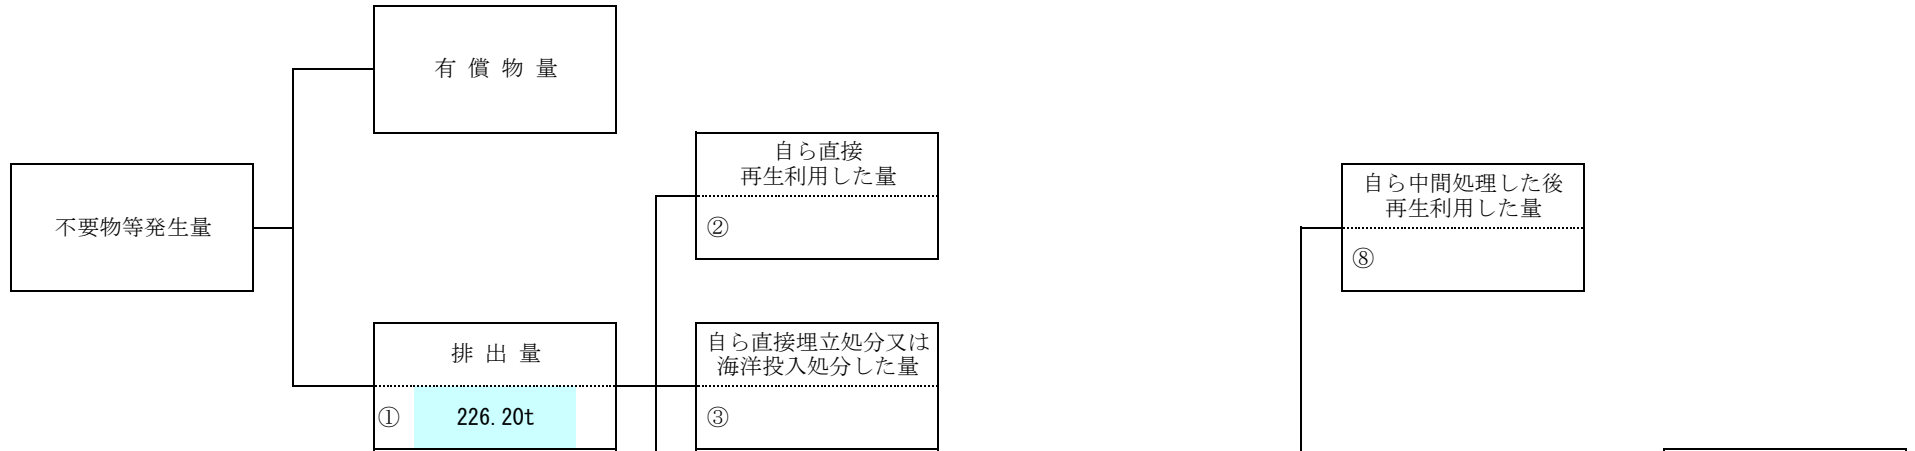 有 償 物 量
自ら直接
再生利用した量
②
自ら中間処理した後
再生利用した量
⑧
不要物等発生量
排 出 量
① 226.20t
自ら直接埋立処分又は
海洋投入処分した量
③